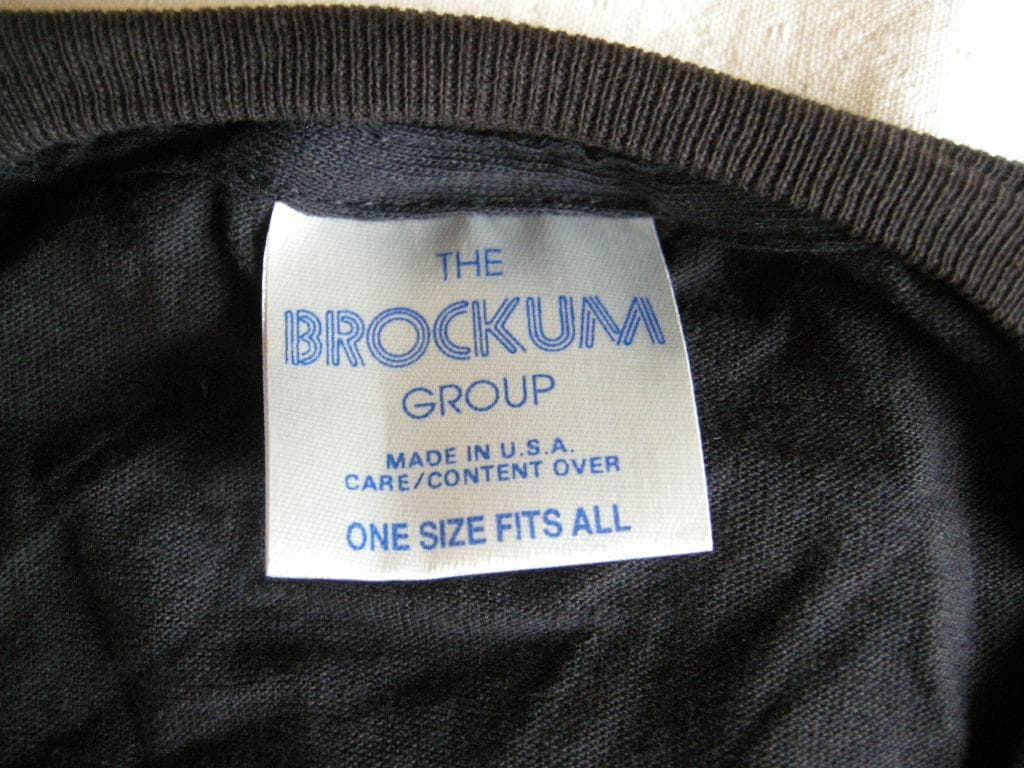 THE
BROCKUM
GROUP
MADE IN U.S.A.
CARE/CONTENT OVER
ONE SIZE FITS ALL